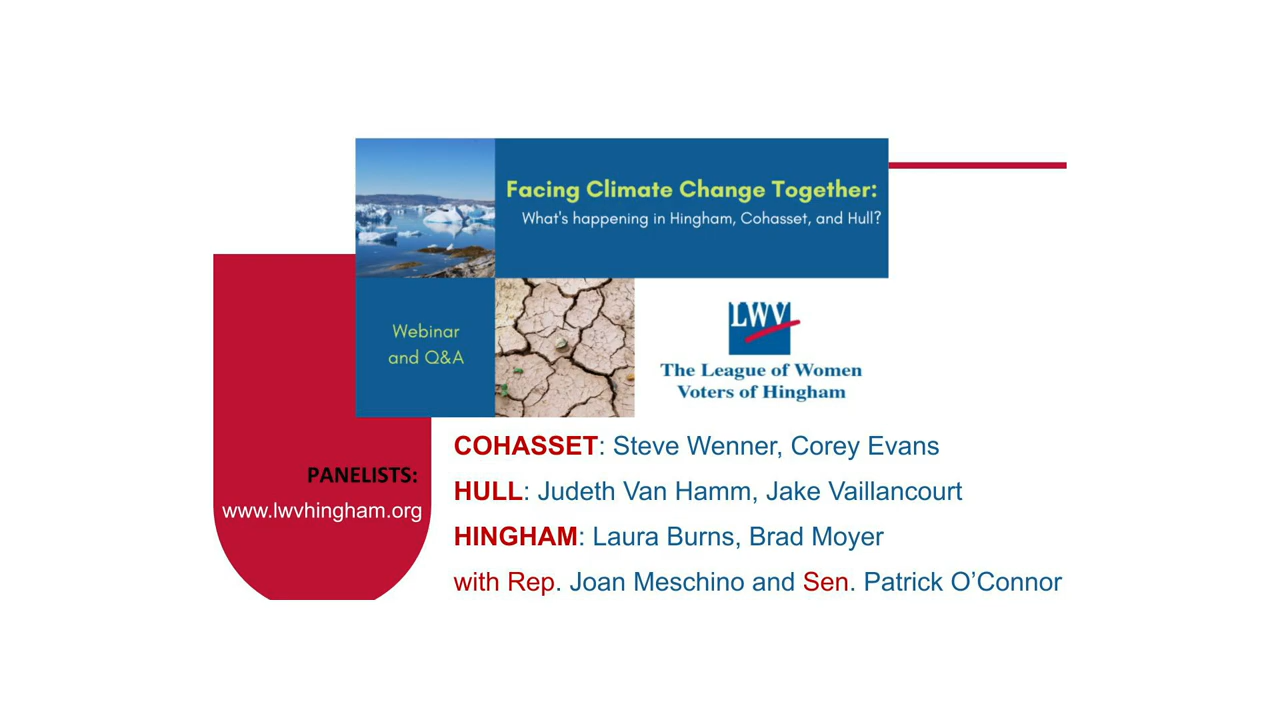 Facing Climate Change Together:
What's happening in Hingham, Cohasset, and Hull?
Webinar
and Q&A
LWV
The League of Women
Voters of Hingham
PANELISTS:
www.lwvhingham.org
COHASSET: Steve Wenner, Corey Evans
HULL: Judeth Van Hamm, Jake Vaillancourt
HINGHAM: Laura Burns, Brad Moyer
with Rep. Joan Meschino and Sen. Patrick O’Connor